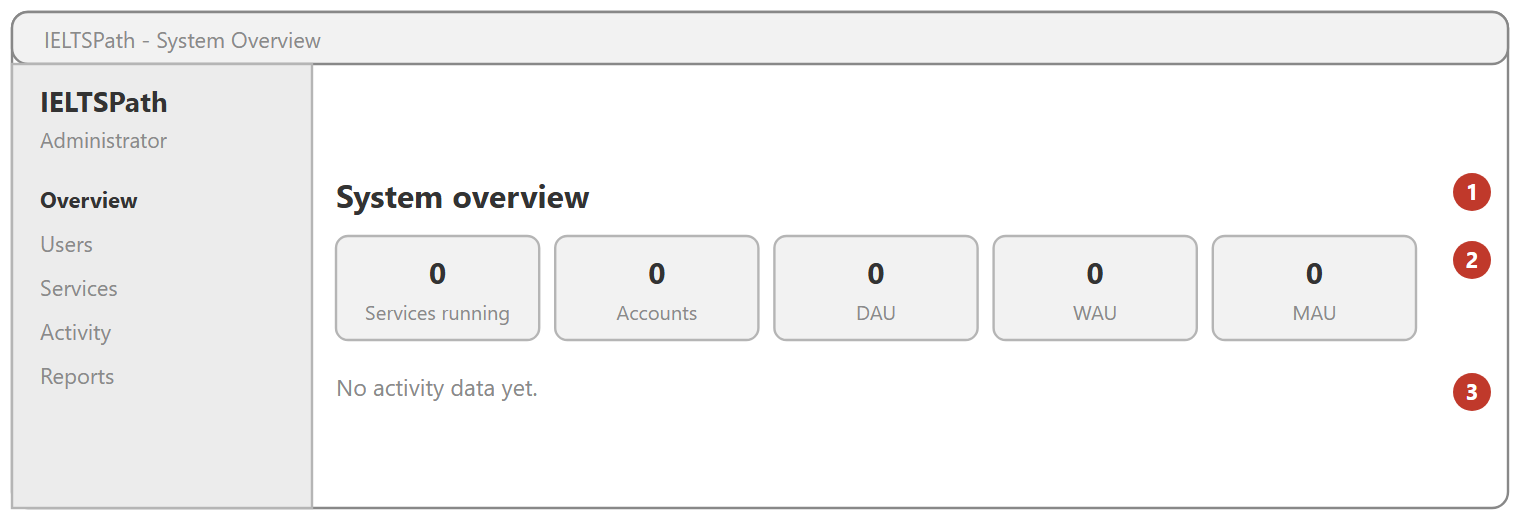 IELTSPath - System Overview
IELTSPath
Administrator
Overview
Users
Services
Activity
Reports
System overview
1
0 0 0 0 0
Services running Accounts DAU WAU MAU
2
No activity data yet.
3